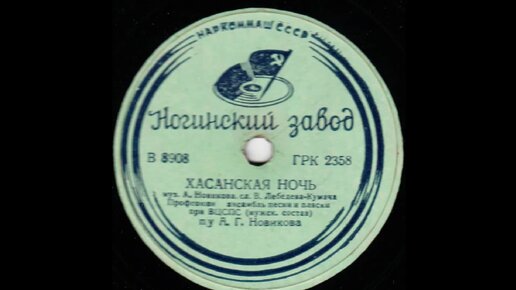 НАРКОММАШ СССР
Ногинский завод
В 8908
ГРК 2358
ХАСАНСКАЯ НОЧЬ
муз. А. Новикова, сл. В. Лебедева-Кумача
Профсоюзн ансамбль песни и пляски
при ВЦСПС (мужск. состав)
п/у А. Г. Новикова